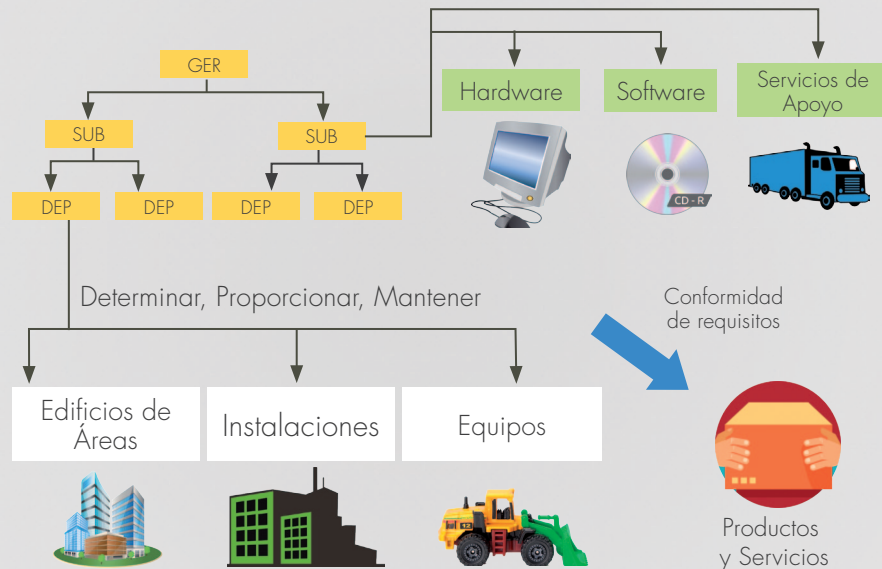 GER
SUB
SUB
DEP
DEP
DEP
DEP
Hardware
Software
Servicios de
Apoyo
CD - R
Determinar, Proporcionar, Mantener
Conformidad
de requisitos
Edificios de
Áreas
Instalaciones
Equipos
12
Productos
y Servicios